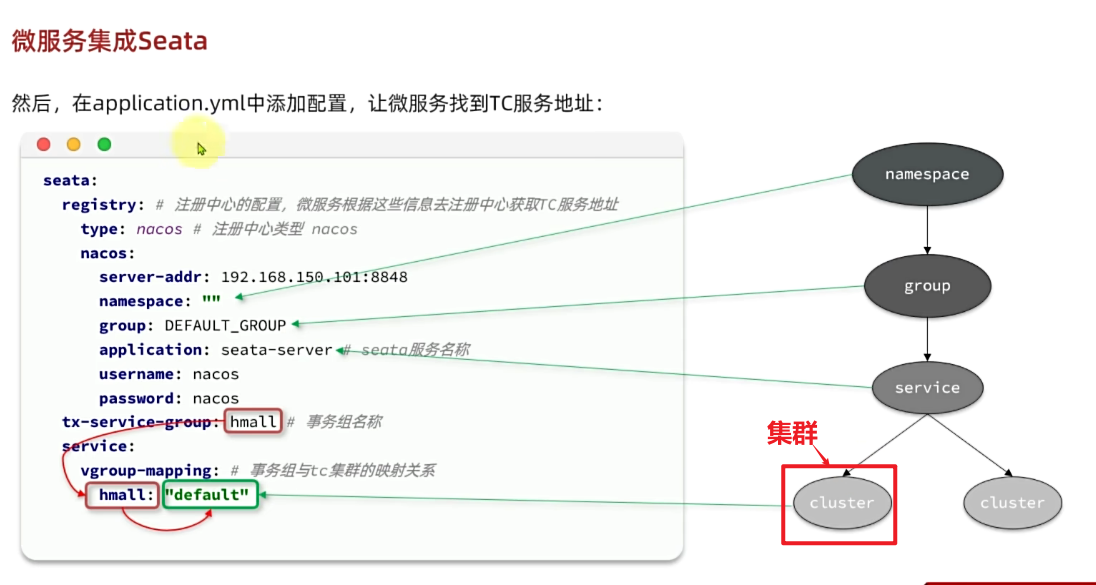 微服务集成Seata
然后，在application.yml中添加配置，让微服务找到TC服务地址：
seata:
registry: # 注册中心的配置，微服务根据这些信息去注册中心获取TC服务地址
type: nacos # 注册中心类型 nacos
nacos:
server-addr: 192.168.150.101:8848
namespace: ""
group: DEFAULT_GROUP
application: seata-server # seata服务名称
username: nacos
password: nacos
tx-service-group: hmall # 事务组名称
service:
vgroup-mapping: # 事务组与tc集群的映射关系
hmall: "default"
namespace
group
service
集群
cluster
cluster